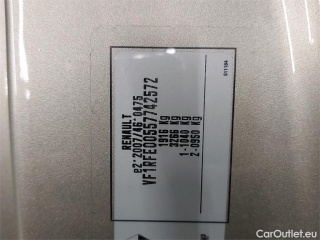 RENAULT
e2*2007/46*0475
VF1RFE00557742572
1916 Kg
3266 Kg
1-1040 Kg
2-0950 Kg
CarOutlet.eu